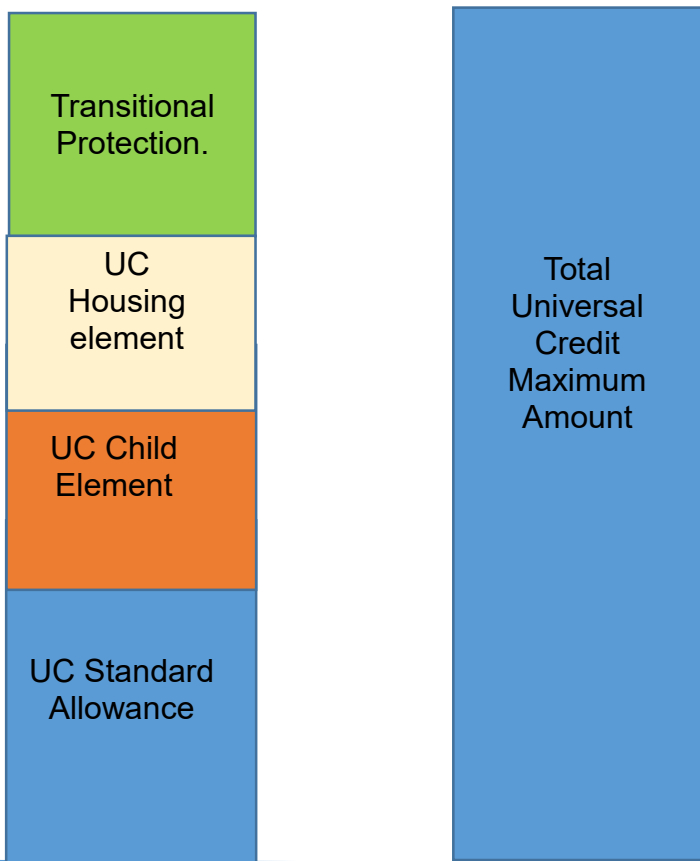 Transitional
Protection.
UC
Housing
element
UC Child
Element
UC Standard
Allowance
Total
Universal
Credit
Maximum
Amount